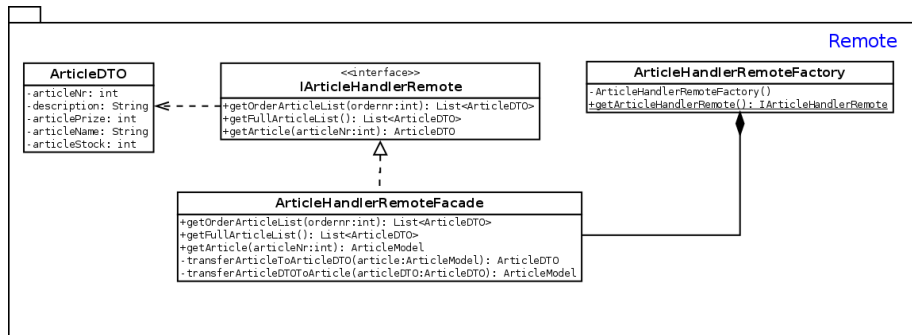 Remote
ArticleDTO
-articleNr: int
-description: String
-articlePrize: int
-articleName: String
-articleStock: int
<<interface>>
IArticleHandlerRemote
+getOrderArticleList(ordernr:int): List<ArticleDTO>
+getFullArticleList(): List<ArticleDTO>
+getArticle(articleNr:int): ArticleDTO
ArticleHandlerRemoteFactory
-ArticleHandlerRemoteFactory()
+getArticleHandlerRemote(): IArticleHandlerRemote
ArticleHandlerRemoteFacade
+getOrderArticleList(ordernr:int): List<ArticleDTO>
+getFullArticleList(): List<ArticleDTO>
+getArticle(articleNr:int): ArticleModel
-transferArticleToArticleDTO(article:ArticleModel): ArticleDTO
-transferArticleDTOToArticle(articleDTO:ArticleDTO): ArticleModel